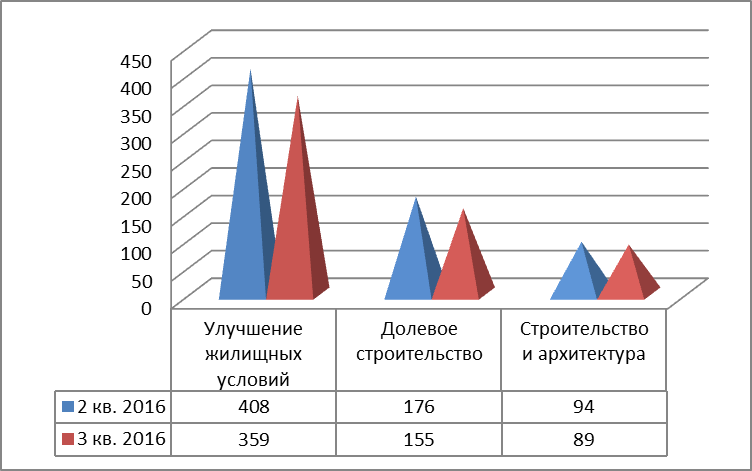 450
400
350
300
250
200
150
100
50
0
Улучшение
жилищных
условий
Долевое
строительство
Строительство
и архитектура
2 кв. 2016 408 176 94
3 кв. 2016 359 155 89